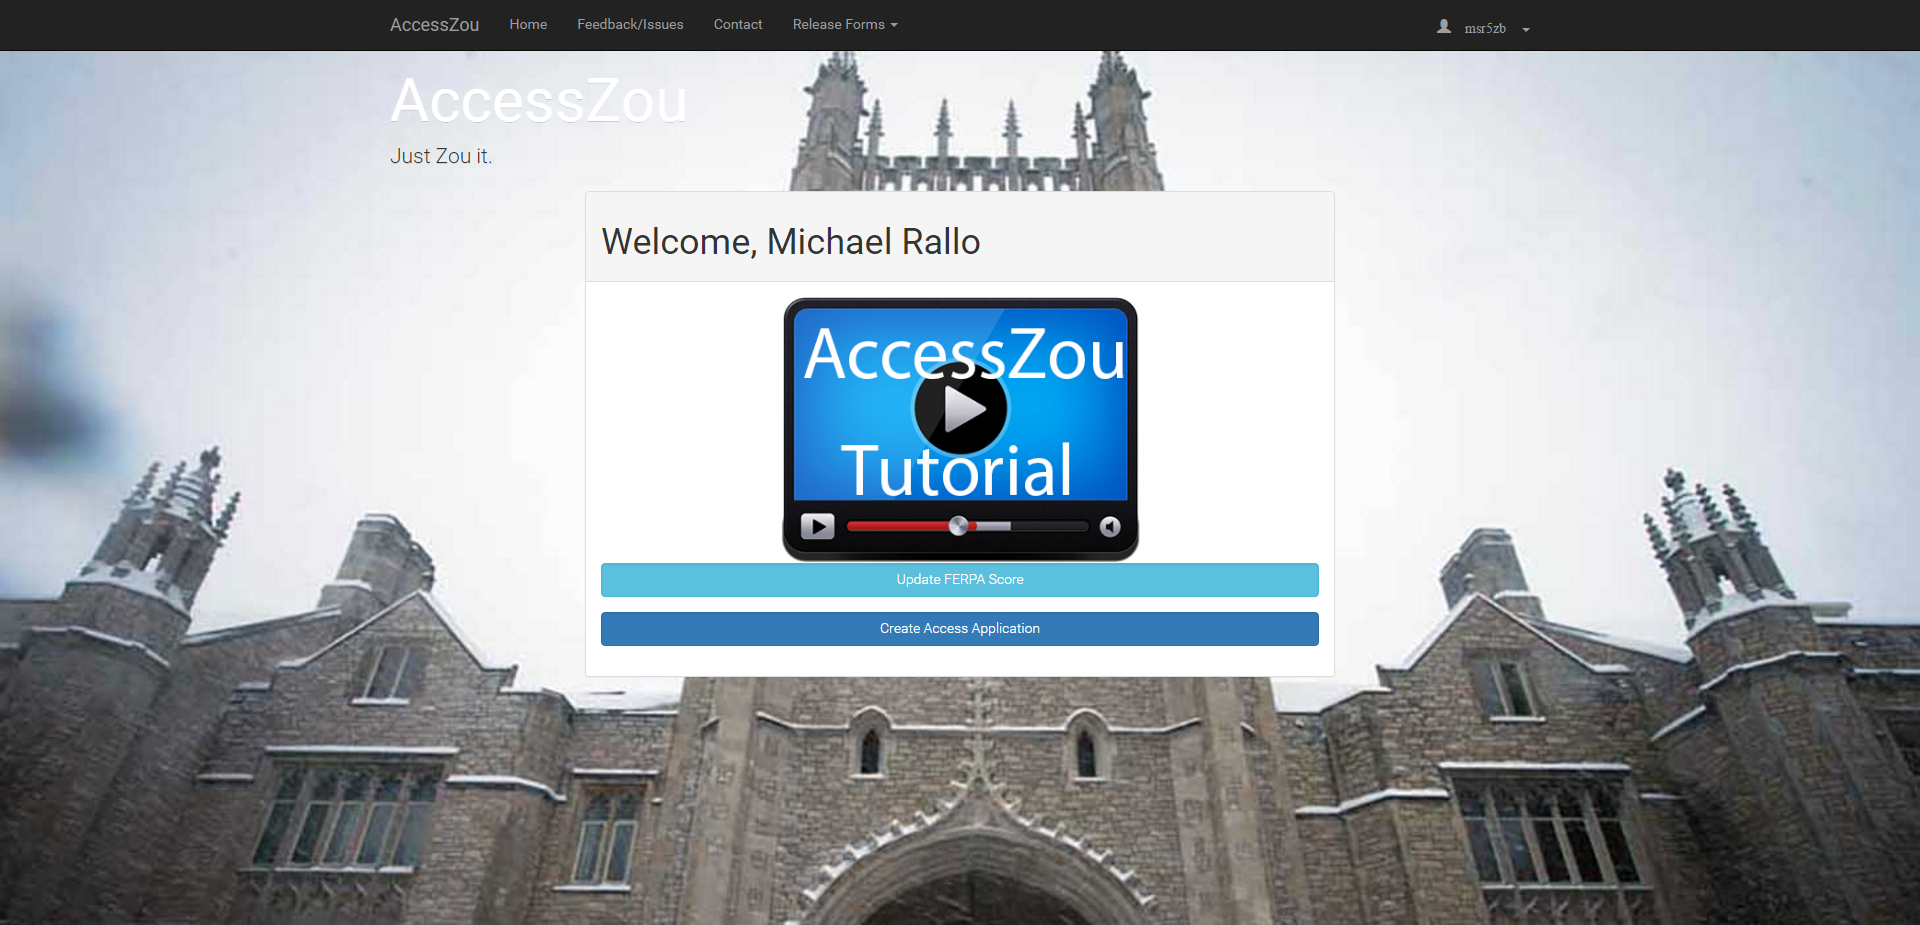 AccessZou Home Feedback/Issues Contact Release Forms msr5zb
AccessZou
Just Zou it.
Welcome, Michael Rallo
AccessZou
Tutorial
Update FERPA Score
Create Access Application